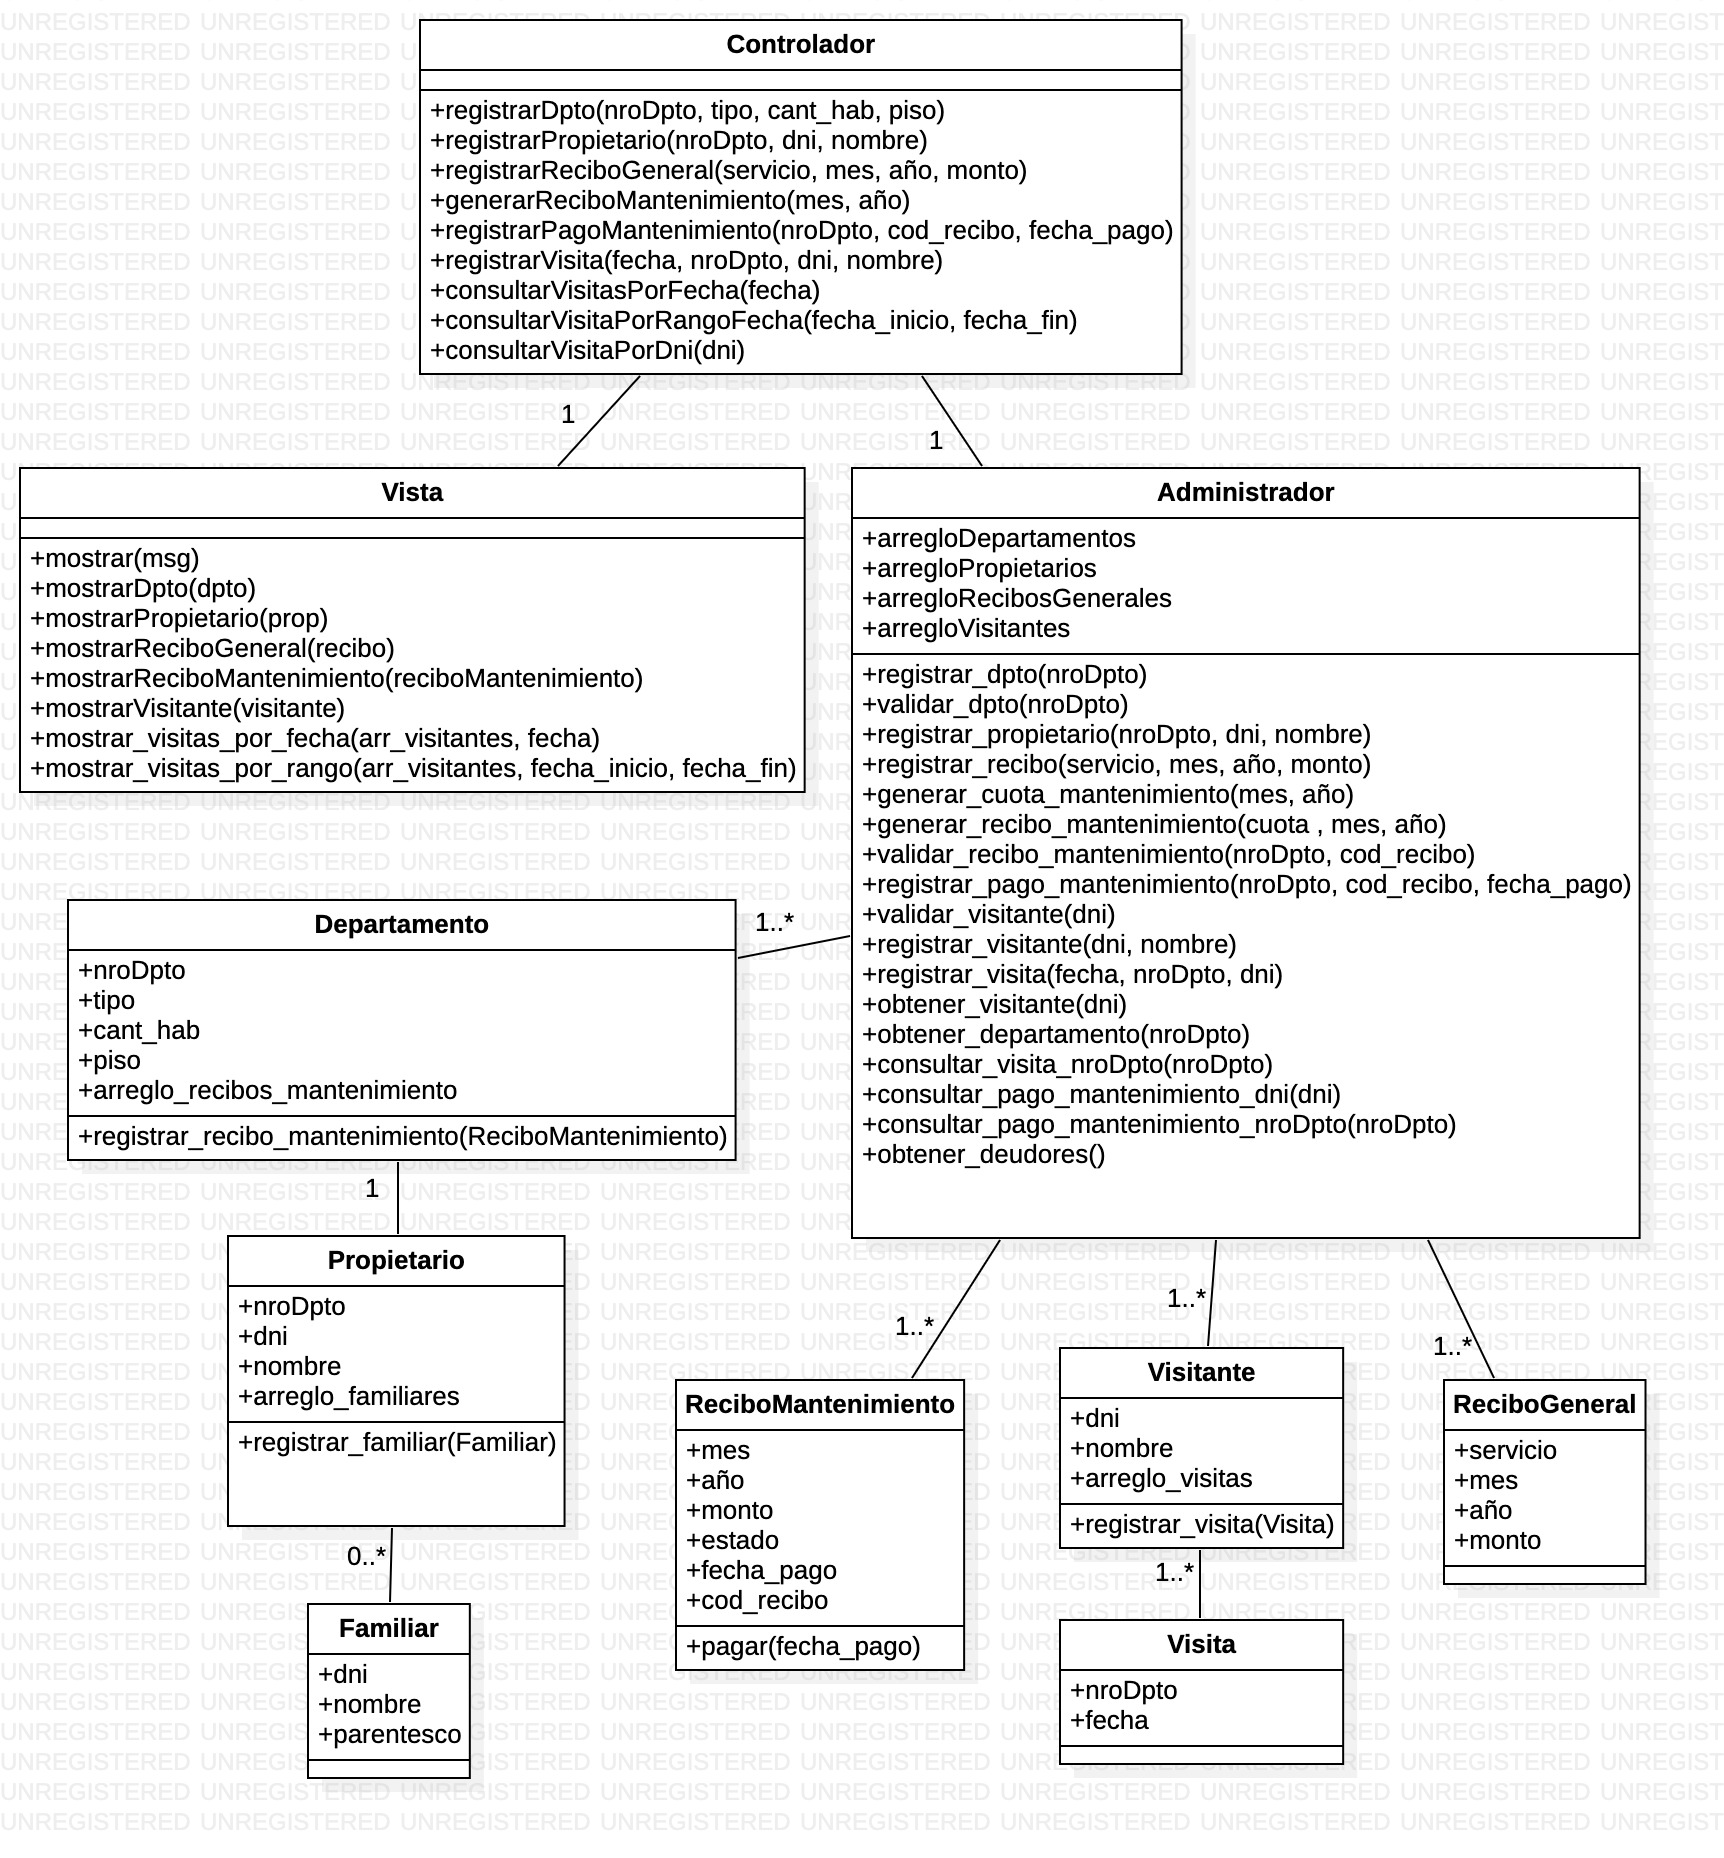 Controlador
+registrarDpto(nroDpto, tipo, cant_hab, piso)
+registrarPropietario(nroDpto, dni, nombre)
+registrarReciboGeneral(servicio, mes, año, monto)
+generarReciboMantenimiento(mes, año)
+registrarPagoMantenimiento(nroDpto, cod_recibo, fecha_pago)
+registrarVisita(fecha, nroDpto, dni, nombre)
+consultarVisitasPorFecha(fecha)
+consultarVisitaPorRangoFecha(fecha_inicio, fecha_fin)
+consultarVisitaPorDni(dni)
1
1
Vista
+mostrar(msg)
+mostrarDpto(dpto)
+mostrarPropietario(prop)
+mostrarReciboGeneral(recibo)
+mostrarReciboMantenimiento(reciboMantenimiento)
+mostrarVisitante(visitante)
+mostrar_visitas_por_fecha(arr_visitantes, fecha)
+mostrar_visitas_por_rango(arr_visitantes, fecha_inicio, fecha_fin)
Administrador
+arregloDepartamentos
+arregloPropietarios
+arregloRecibosGenerales
+arregloVisitantes
+registrar_dpto(nroDpto)
+validar_dpto(nroDpto)
+registrar_propietario(nroDpto, dni, nombre)
+registrar_recibo(servicio, mes, año, monto)
+generar_cuota_mantenimiento(mes, año)
+generar_recibo_mantenimiento(cuota , mes, año)
+validar_recibo_mantenimiento(nroDpto, cod_recibo)
+registrar_pago_mantenimiento(nroDpto, cod_recibo, fecha_pago)
+validar_visitante(dni)
+registrar_visitante(dni, nombre)
+registrar_visita(fecha, nroDpto, dni)
+obtener_visitante(dni)
+obtener_departamento(nroDpto)
+consultar_visita_nroDpto(nroDpto)
+consultar_pago_mantenimiento_dni(dni)
+consultar_pago_mantenimiento_nroDpto(nroDpto)
+obtener_deudores()
1..*
Departamento
+nroDpto
+tipo
+cant_hab
+piso
+arreglo_recibos_mantenimiento
+registrar_recibo_mantenimiento(ReciboMantenimiento)
1
Propietario
+nroDpto
+dni
+nombre
+arreglo_familiares
+registrar_familiar(Familiar)
0..*
Familiar
+dni
+nombre
+parentesco
1..*
ReciboMantenimiento
+mes
+año
+monto
+estado
+fecha_pago
+cod_recibo
+pagar(fecha_pago)
1..*
Visitante
+dni
+nombre
+arreglo_visitas
+registrar_visita(Visita)
1..*
Visita
+nroDpto
+fecha
1..*
ReciboGeneral
+servicio
+mes
+año
+monto
UNREGISTERED